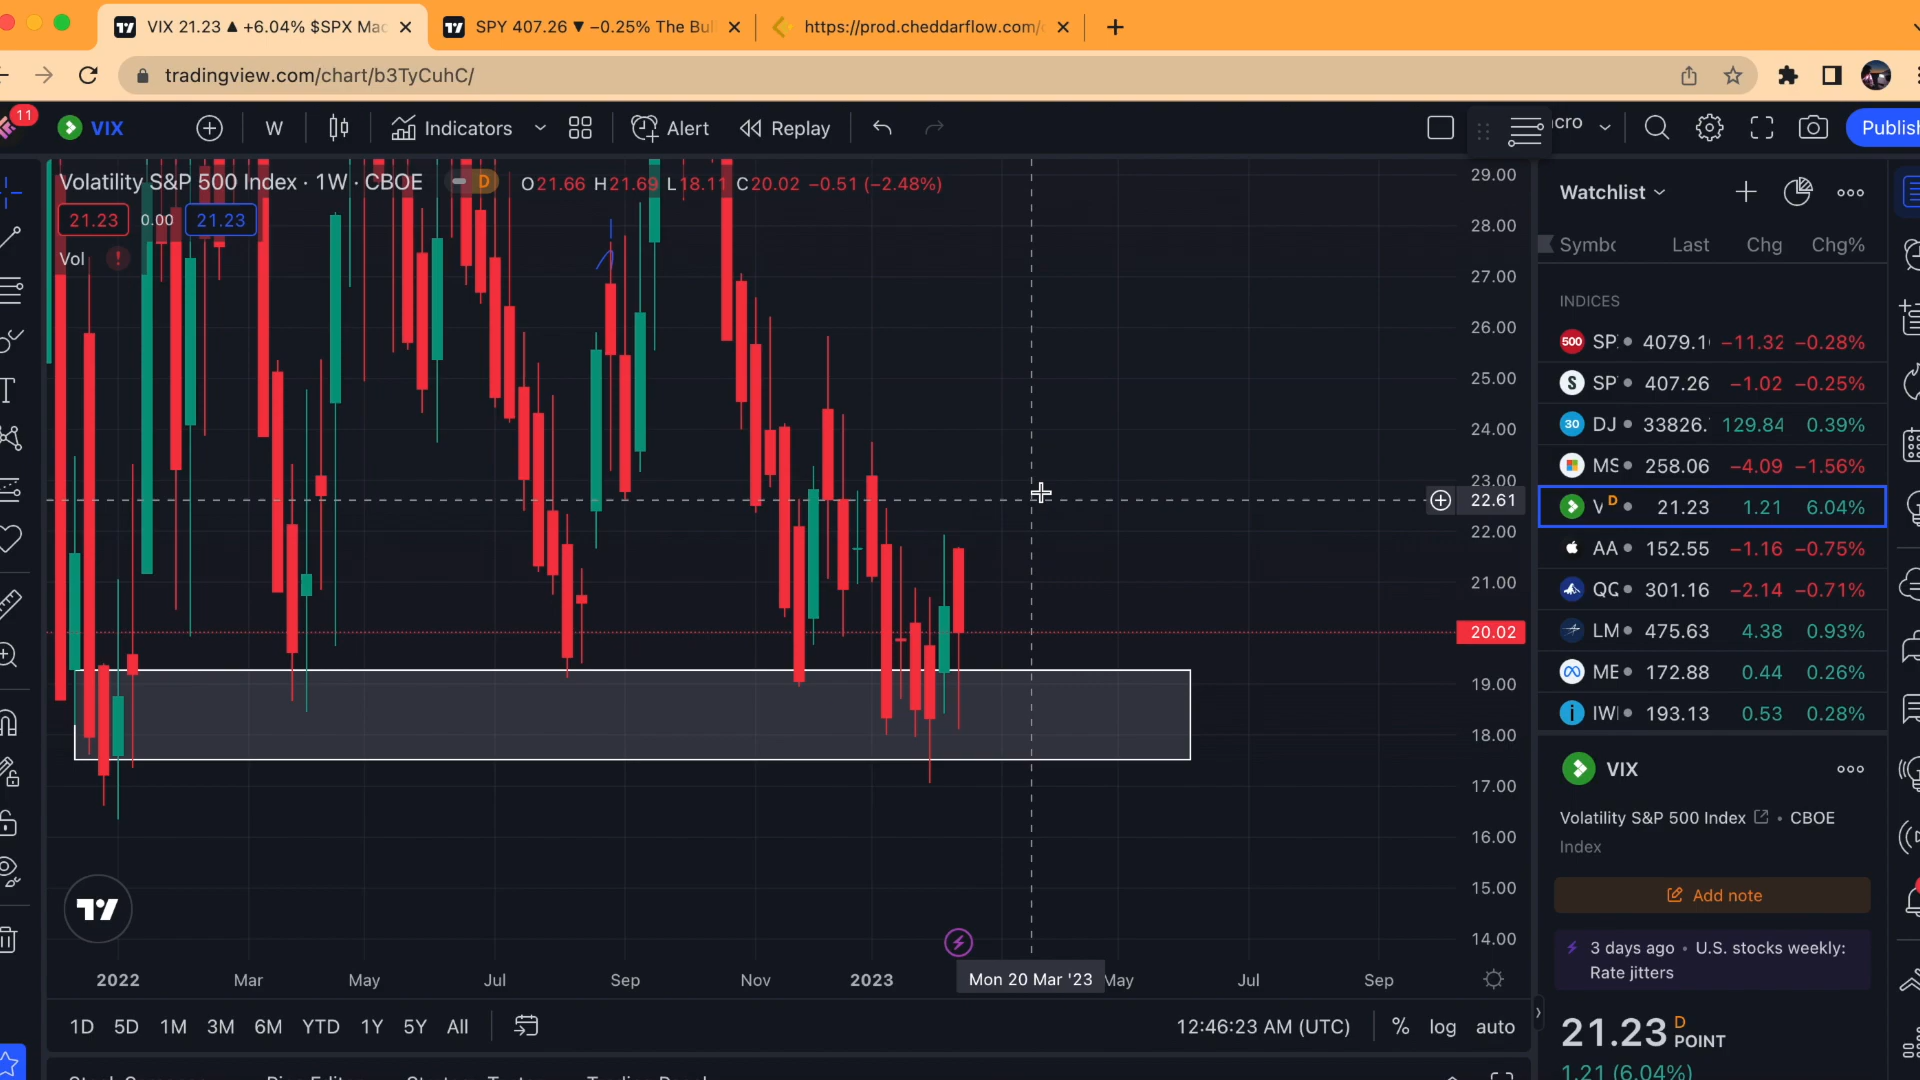 VIX 21.23 ▲ +6.04% $SPX Mac
SPY 407.26 ▼ −0.25% The Bul
https://prod.cheddarflow.com/
tradingview.com/chart/b3TyCuhC/
11
VIX
W
Indicators
Alert
Replay
cro
Publish
Volatility S&P 500 Index · 1W · CBOE
D
O21.66 H21.69 L18.11 C20.02 −0.51 (−2.48%)
21.23 0.00 21.23
Vol
!
29.00
28.00
27.00
26.00
25.00
24.00
23.00
22.61
22.00
21.00
20.02
19.00
18.00
17.00
16.00
15.00
14.00
2022 Mar May Jul Sep Nov 2023 Mon 20 Mar '23 May Jul Sep
1D 5D 1M 3M 6M YTD 1Y 5Y All
12:46:23 AM (UTC) % log auto
Watchlist
Symbo Last Chg Chg%
INDICES
500 SP 4079.1 −11.32 −0.28%
S SP 407.26 −1.02 −0.25%
30 DJ 33826. 129.84 0.39%
MS 258.06 −4.09 −1.56%
V D 21.23 1.21 6.04%
AA 152.55 −1.16 −0.75%
QQ 301.16 −2.14 −0.71%
LM 475.63 4.38 0.93%
ME 172.88 0.44 0.26%
i IWM 193.13 0.53 0.28%
VIX
Volatility S&P 500 Index • CBOE
Index
Add note
3 days ago • U.S. stocks weekly:
Rate jitters
21.23 D POINT
1.21 (6.04%)